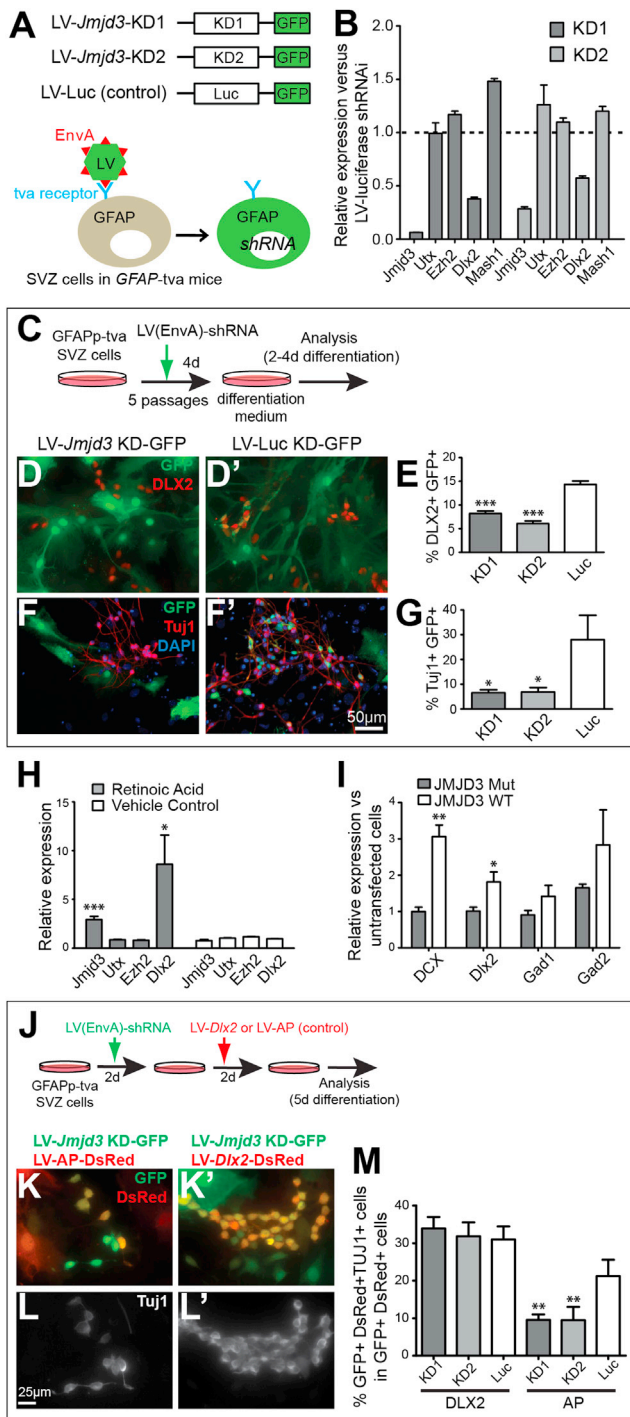 A
LV-Jmjd3-KD1
KD1
GFP
LV-Jmjd3-KD2
KD2
GFP
LV-Luc (control)
Luc
GFP
EnvA
LV
tva receptor
GFAP
GFAP
shRNA
SVZ cells in GFAP-tva mice
B
KD1
KD2
Relative expression versus
LV-luciferase shRNAi
2.0
1.5
1.0
0.5
0.0
Jmjd3
Utx
Ezh2
Dlx2
Mash1
Jmjd3
Utx
Ezh2
Dlx2
Mash1
C
GFAPp-tva
SVZ cells
LV(EnvA)-shRNA
4d
5 passages
differentiation
medium
Analysis
(2-4d differentiation)
LV-Jmjd3 KD-GFP
LV-Luc KD-GFP
D
GFP
DLX2
D'
E
% DLX2+ GFP+
20
15
10
5
0
***
***
KD1
KD2
Luc
F
GFP
Tuj1
DAPI
F'
50µm
G
% Tuj1+ GFP+
40
30
20
10
0
*
*
KD1
KD2
Luc
H
Retinoic Acid
Vehicle Control
Relative expression
15
10
5
0
***
*
Jmjd3
Utx
Ezh2
Dlx2
Jmjd3
Utx
Ezh2
Dlx2
I
JMJD3 Mut
JMJD3 WT
Relative expression vs
untransfected cells
5
4
3
2
1
0
**
*
DCX
Dlx2
Gad1
Gad2
J
LV(EnvA)-shRNA
LV-Dlx2 or LV-AP (control)
2d
2d
GFAPp-tva
SVZ cells
Analysis
(5d differentiation)
LV-Jmjd3 KD-GFP
LV-AP-DsRed
LV-Jmjd3 KD-GFP
LV-Dlx2-DsRed
K
GFP
DsRed
K'
L
Tuj1
25µm
L'
M
% GFP+ DsRed+TUJ1+ cells
in GFP+ DsRed+ cells
40
30
20
10
0
**
**
KD1
KD2
Luc
KD1
KD2
Luc
DLX2
AP